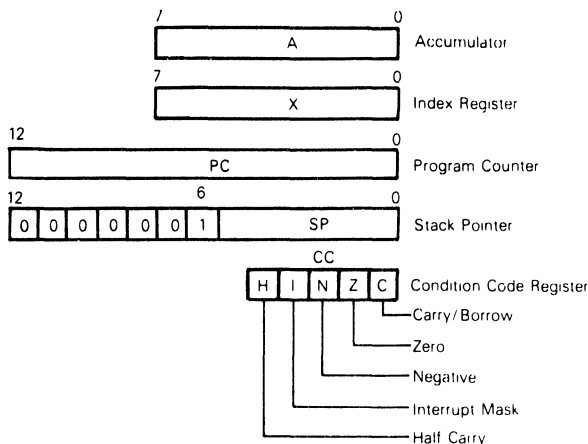 7 0
A Accumulator
7 0
X Index Register
12 0
PC Program Counter
12 6 0
0 0 0 0 0 0 1 SP Stack Pointer
CC
H I N Z C Condition Code Register
Carry/Borrow
Zero
Negative
Interrupt Mask
Half Carry